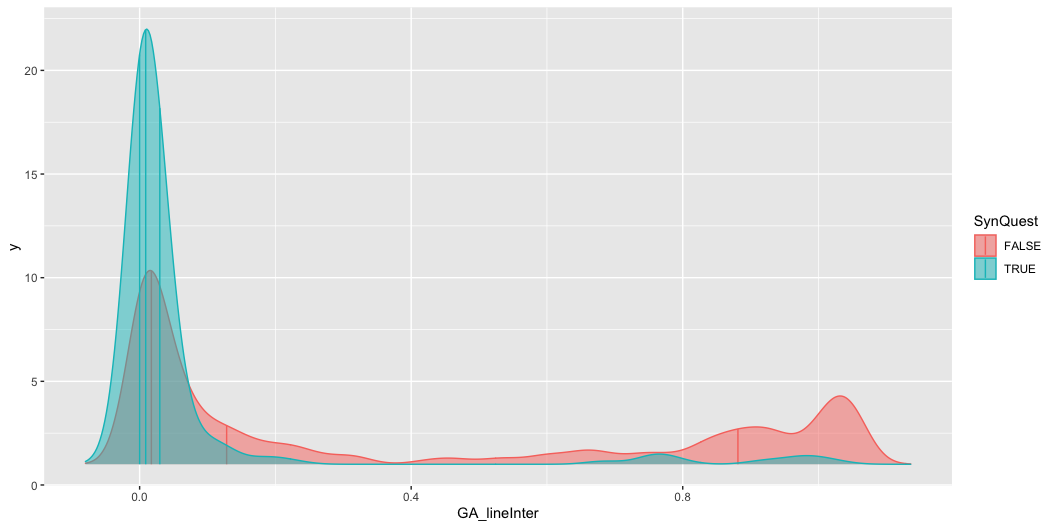 20
15
10
5
0
y
0.0 0.4 0.8
GA_lineInter
SynQuest
FALSE
TRUE